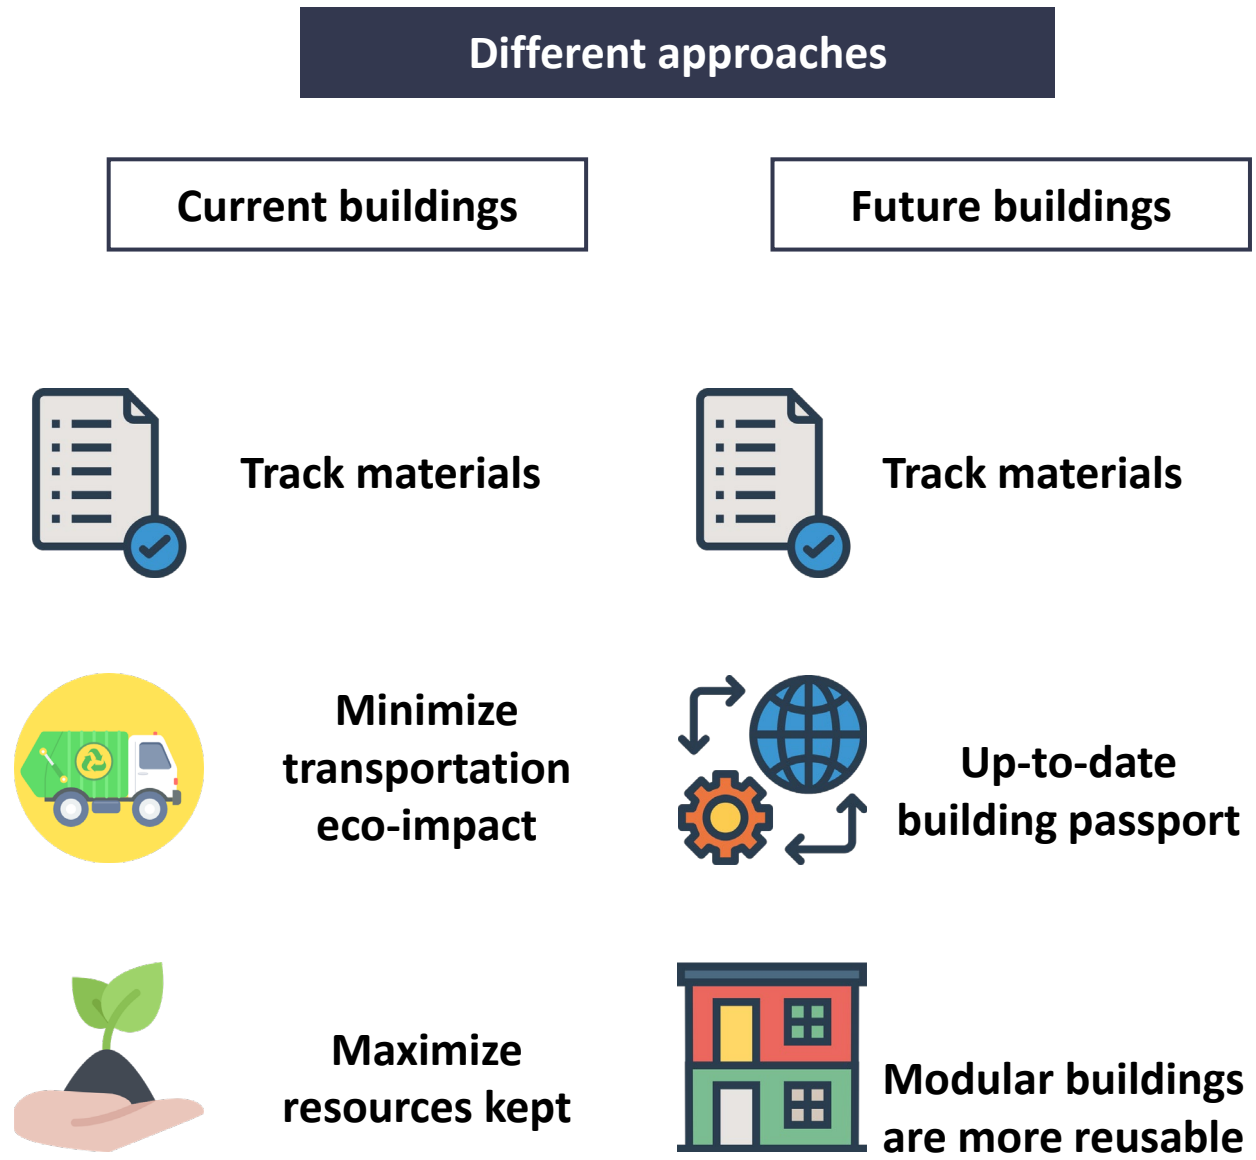 Different approaches
Current buildings
Future buildings
Track materials
Track materials
Minimize
transportation
eco-impact
Up-to-date
building passport
Maximize
resources kept
Modular buildings
are more reusable